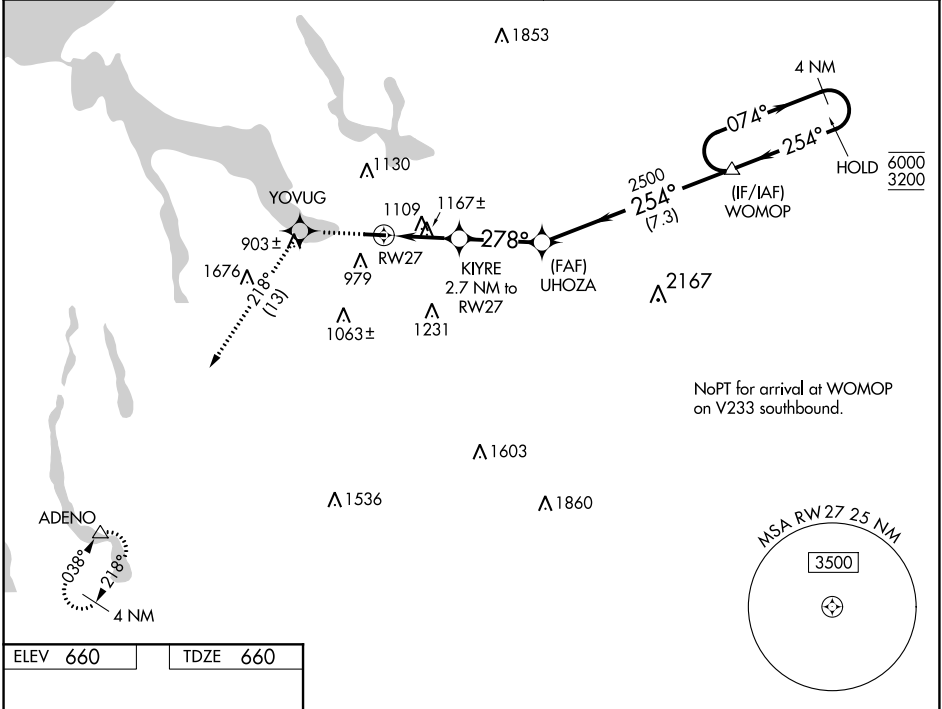 1853
4 NM
074°
254°
HOLD
6000
3200
(IF/IAF)
WOMOP
2500
254°
(7.3)
1130
YOVUG
1109
1167±
903±
RW27
278°
979
KIYRE
2.7 NM to
RW27
(FAF)
UHOZA
1676
218°
(13)
2167
1063±
1231
NoPT for arrival at WOMOP
on V233 southbound.
1603
1536
1860
ADENO
038°
218°
4 NM
MSA RW27 25 NM
3500
ELEV 660
TDZE 660